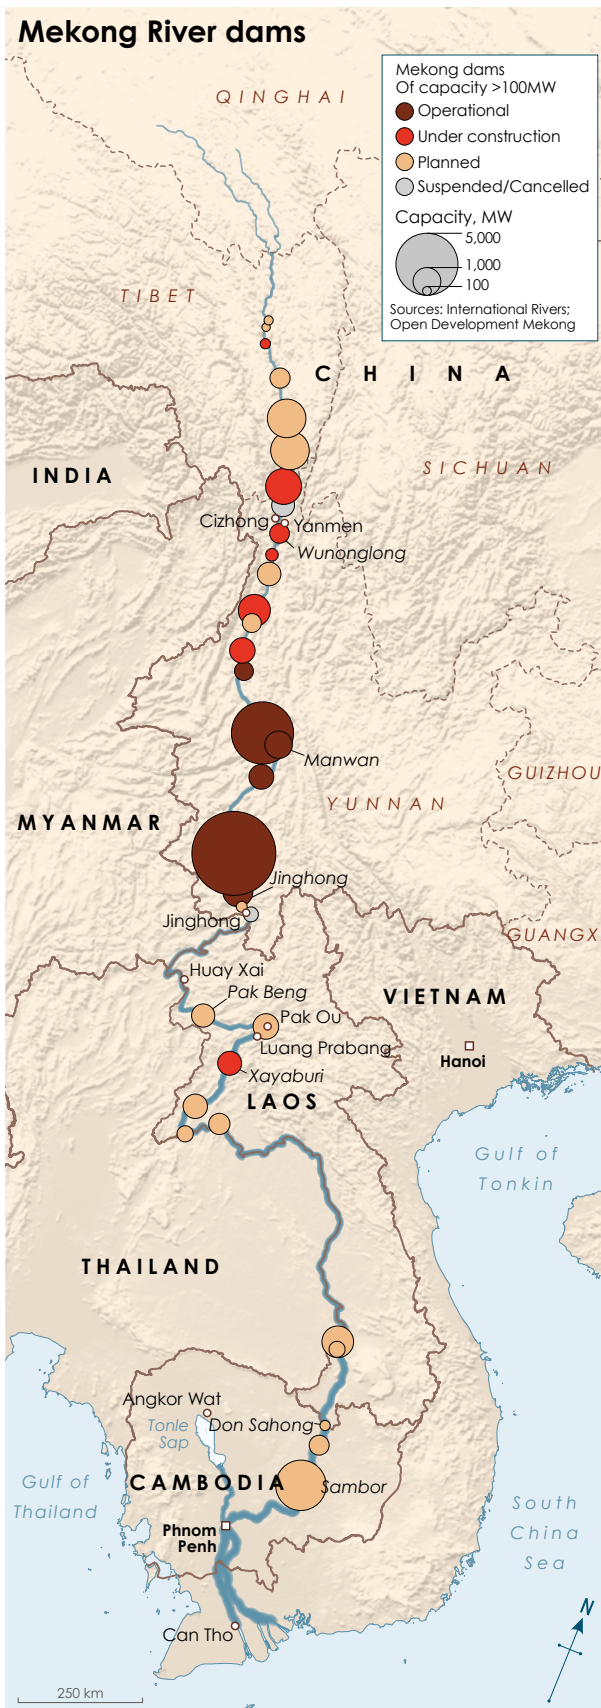 Mekong River dams
Mekong dams
Of capacity >100MW
Operational
Under construction
Planned
Suspended/Cancelled
Capacity, MW
5,000
1,000
100
Sources: International Rivers;
Open Development Mekong
QINGHAI
TIBET
CHINA
SICHUAN
INDIA
Cizhong
Yanmen
Wunonglong
Manwan
GUIZHOU
YUNNAN
MYANMAR
Jinghong
Jinghong
GUANGX
Huay Xai
Pak Beng
VIETNAM
Pak Ou
Luang Prabang
Hanoi
Xayaburi
LAOS
Gulf of
Tonkin
THAILAND
Angkor Wat
Tonle
Sap
Don Sahong
Gulf of
Thailand
CAMBODIA
Sambor
South
China
Sea
Phnom
Penh
N
Can Tho
250 km